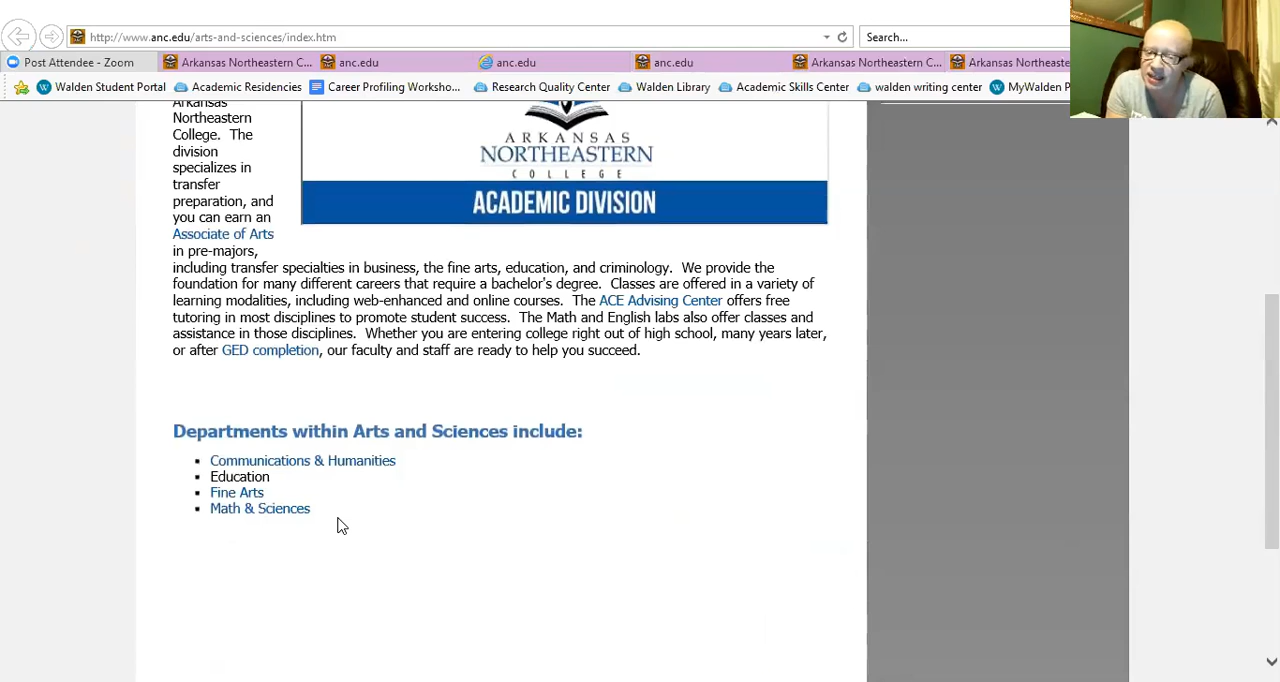 http://www.anc.edu/arts-and-sciences/index.htm
Search...
Post Attendee - Zoom
Arkansas Northeastern C...
anc.edu
anc.edu
anc.edu
Arkansas Northeastern C...
Arkansas Northeaste
Walden Student Portal
Academic Residencies
Career Profiling Worksho...
Research Quality Center
Walden Library
Academic Skills Center
walden writing center
MyWalden P
Arkansas
Northeastern
College. The
division
specializes in
transfer
preparation, and
you can earn an
Associate of Arts
in pre-majors,
ARKANSAS
NORTHEASTERN
COLLEGE
ACADEMIC DIVISION
including transfer specialties in business, the fine arts, education, and criminology. We provide the
foundation for many different careers that require a bachelor's degree. Classes are offered in a variety of
learning modalities, including web-enhanced and online courses. The ACE Advising Center offers free
tutoring in most disciplines to promote student success. The Math and English labs also offer classes and
assistance in those disciplines. Whether you are entering college right out of high school, many years later,
or after GED completion, our faculty and staff are ready to help you succeed.
Departments within Arts and Sciences include:
Communications & Humanities
Education
Fine Arts
Math & Sciences